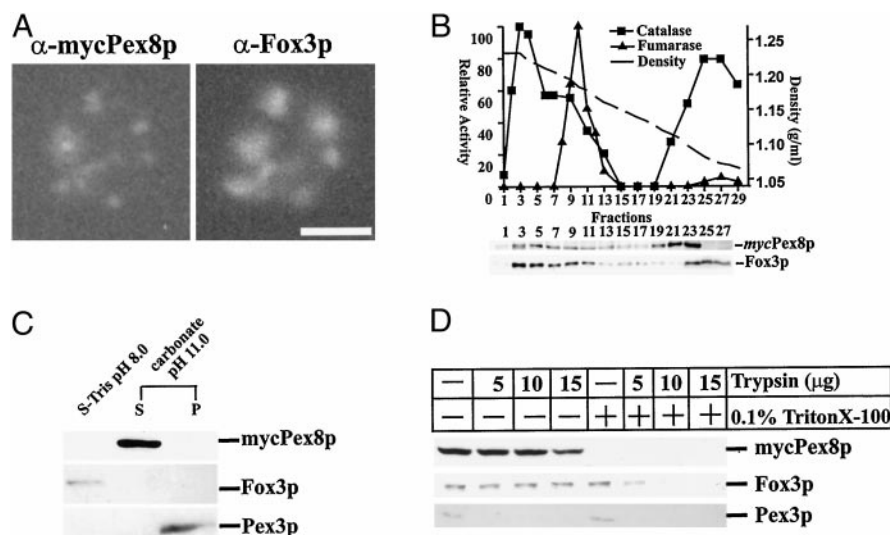 A
α-mycPex8p
α-Fox3p
B
Catalase
Fumarase
Density
Relative Activity
100
80
60
40
20
0
1.25
1.20
1.15
1.10
1.05
Density (g/ml)
1 3 5 7 9 11 13 15 17 19 21 23 25 27 29
Fractions
1 3 5 7 9 11 13 15 17 19 21 23 25 27
mycPex8p
Fox3p
C
S-Tris pH 8.0
carbonate
pH 11.0
S P
mycPex8p
Fox3p
Pex3p
D
— 5 10 15 — 5 10 15 Trypsin (µg)
— — — — + + + + 0.1% TritonX-100
mycPex8p
Fox3p
Pex3p